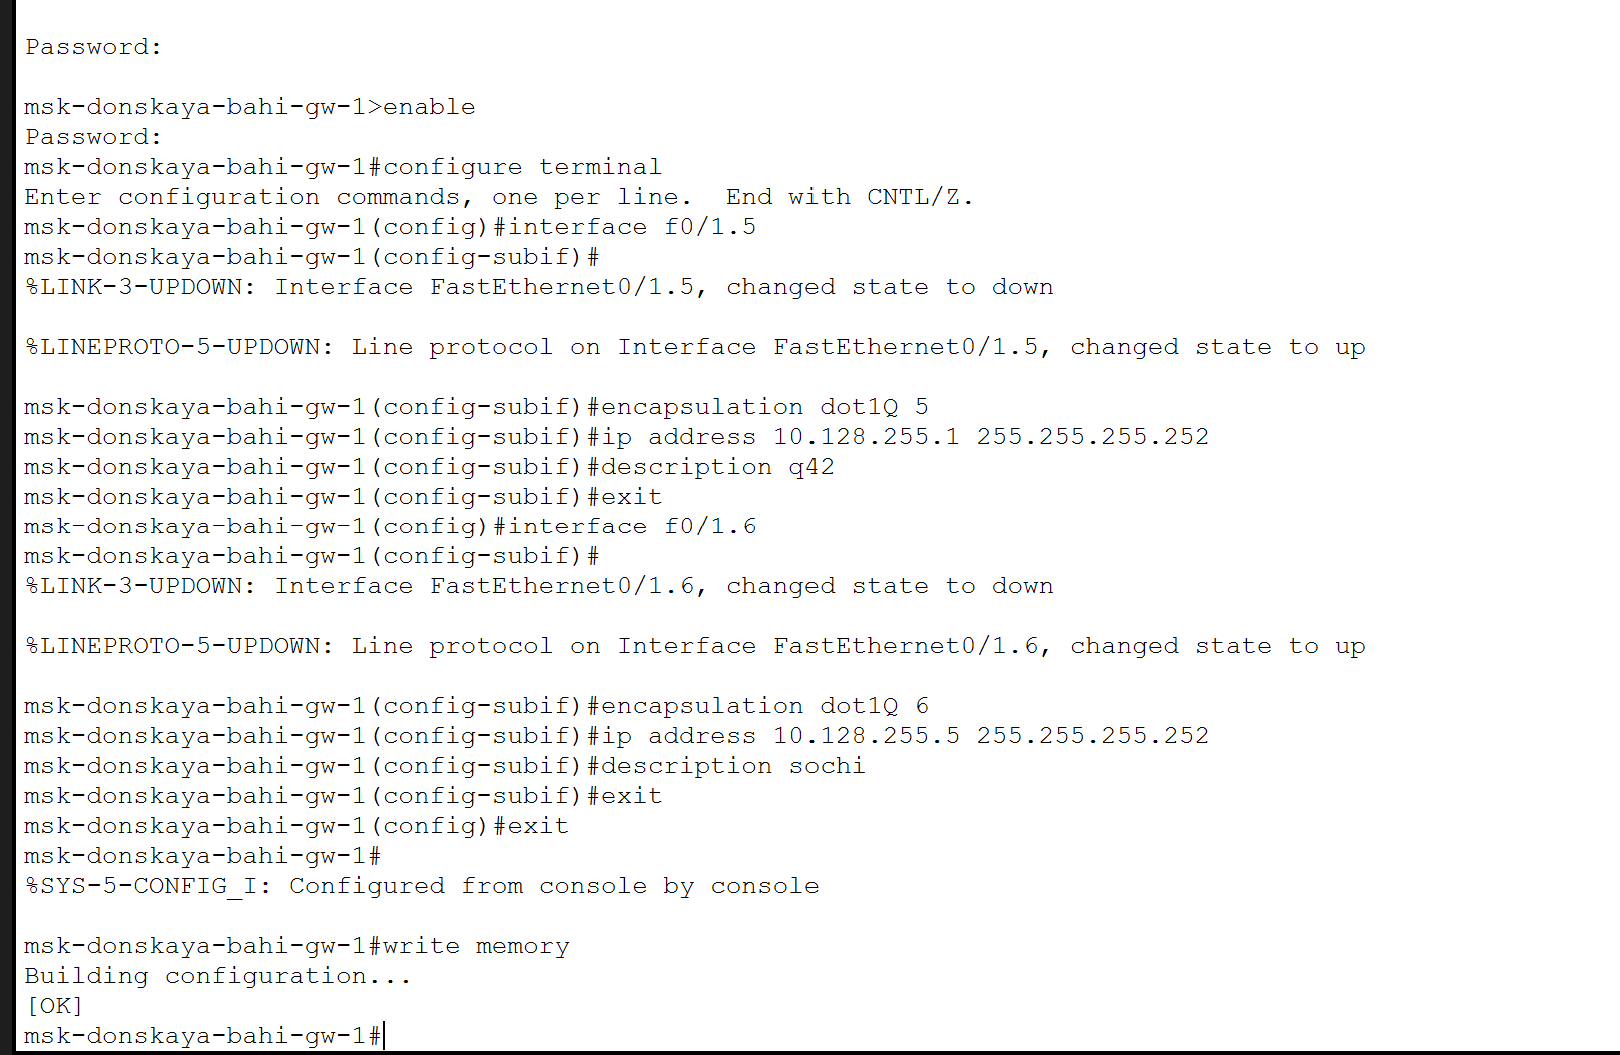 Password:
msk-donskaya-bahi-gw-1>enable
Password:
msk-donskaya-bahi-gw-1#configure terminal
Enter configuration commands, one per line.  End with CNTL/Z.
msk-donskaya-bahi-gw-1(config)#interface f0/1.5
msk-donskaya-bahi-gw-1(config-subif)#
%LINK-3-UPDOWN: Interface FastEthernet0/1.5, changed state to down
%LINEPROTO-5-UPDOWN: Line protocol on Interface FastEthernet0/1.5, changed state to up
msk-donskaya-bahi-gw-1(config-subif)#encapsulation dot1Q 5
msk-donskaya-bahi-gw-1(config-subif)#ip address 10.128.255.1 255.255.255.252
msk-donskaya-bahi-gw-1(config-subif)#description q42
msk-donskaya-bahi-gw-1(config-subif)#exit
msk-donskaya-bahi-gw-1(config)#interface f0/1.6
msk-donskaya-bahi-gw-1(config-subif)#
%LINK-3-UPDOWN: Interface FastEthernet0/1.6, changed state to down
%LINEPROTO-5-UPDOWN: Line protocol on Interface FastEthernet0/1.6, changed state to up
msk-donskaya-bahi-gw-1(config-subif)#encapsulation dot1Q 6
msk-donskaya-bahi-gw-1(config-subif)#ip address 10.128.255.5 255.255.255.252
msk-donskaya-bahi-gw-1(config-subif)#description sochi
msk-donskaya-bahi-gw-1(config-subif)#exit
msk-donskaya-bahi-gw-1(config)#exit
msk-donskaya-bahi-gw-1#
%SYS-5-CONFIG_I: Configured from console by console
msk-donskaya-bahi-gw-1#write memory
Building configuration...
[OK]
msk-donskaya-bahi-gw-1#